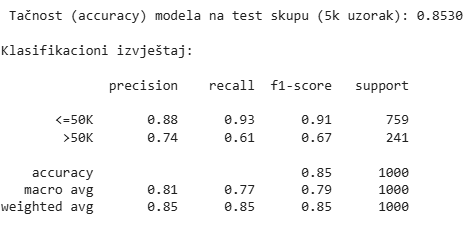 Tačnost (accuracy) modela na test skupu (5k uzorak): 0.8530
Klasifikacioni izvještaj:
precision recall f1-score support
<=50K 0.88 0.93 0.91 759
>50K 0.74 0.61 0.67 241
accuracy 0.85 1000
macro avg 0.81 0.77 0.79 1000
weighted avg 0.85 0.85 0.85 1000